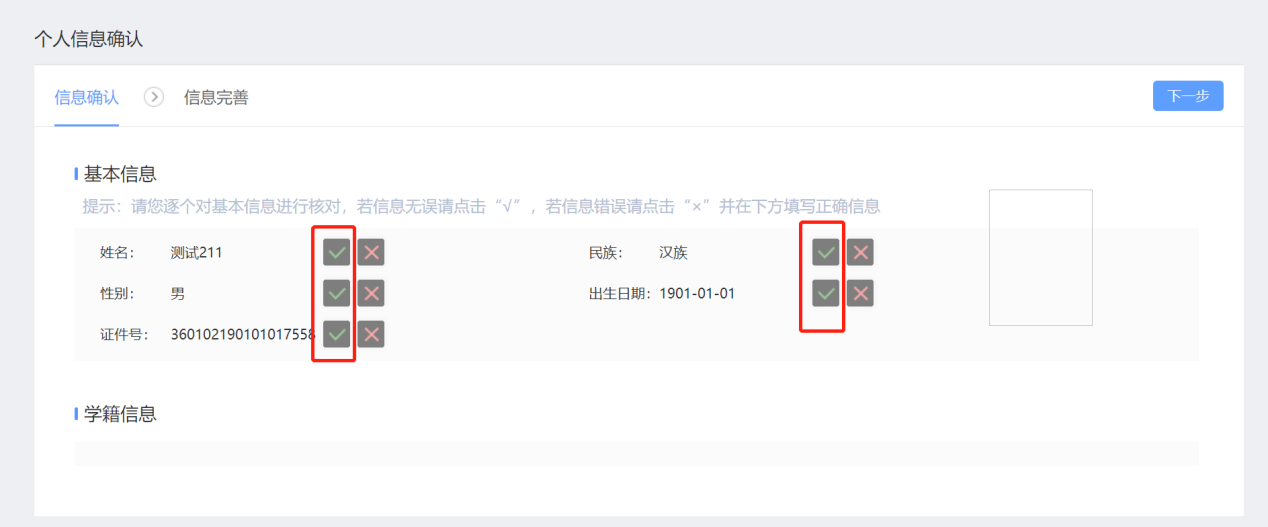 个人信息确认
信息确认 信息完善 下一步
基本信息
提示：请您逐个对基本信息进行核对，若信息无误请点击“√”，若信息错误请点击“×”并在下方填写正确信息
姓名： 测试211 民族： 汉族
性别： 男 出生日期： 1901-01-01
证件号： 360102190101017558
学籍信息